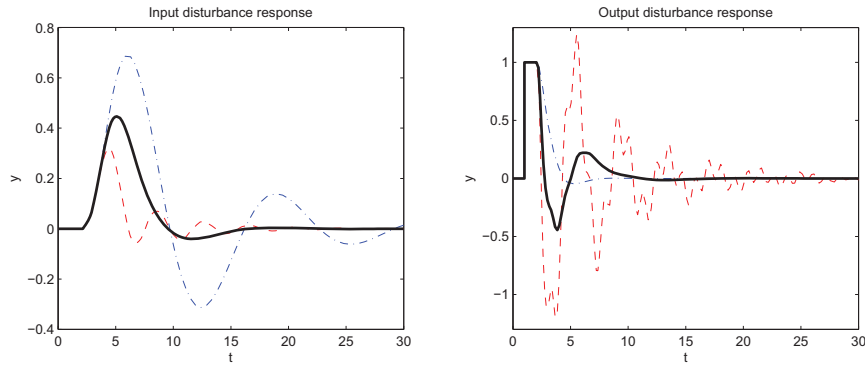 Input disturbance response
0.8
0.6
0.4
0.2
0
−0.2
−0.4
y
0 5 10 15 20 25 30
t
Output disturbance response
1
0.5
0
−0.5
−1
y
0 5 10 15 20 25 30
t